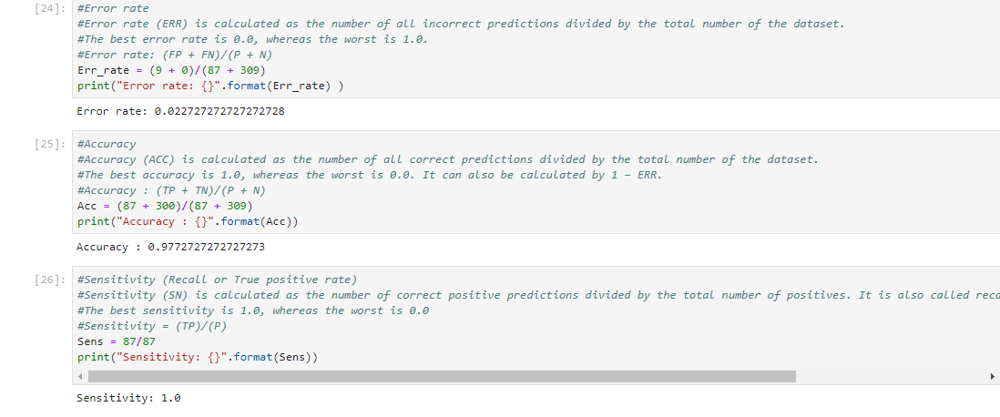 [24]: #Error rate
#Error rate (ERR) is calculated as the number of all incorrect predictions divided by the total number of the dataset.
#The best error rate is 0.0, whereas the worst is 1.0.
#Error rate: (FP + FN)/(P + N)
Err_rate = (9 + 0)/(87 + 309)
print("Error rate: {}".format(Err_rate) )
Error rate: 0.022727272727272728
[25]: #Accuracy
#Accuracy (ACC) is calculated as the number of all correct predictions divided by the total number of the dataset.
#The best accuracy is 1.0, whereas the worst is 0.0. It can also be calculated by 1 – ERR.
#Accuracy : (TP + TN)/(P + N)
Acc = (87 + 300)/(87 + 309)
print("Accuracy : {}".format(Acc))
Accuracy : 0.9772727272727273
[26]: #Sensitivity (Recall or True positive rate)
#Sensitivity (SN) is calculated as the number of correct positive predictions divided by the total number of positives. It is also called
#The best sensitivity is 1.0, whereas the worst is 0.0
#Sensitivity = (TP)/(P)
Sens = 87/87
print("Sensitivity: {}".format(Sens))
Sensitivity: 1.0